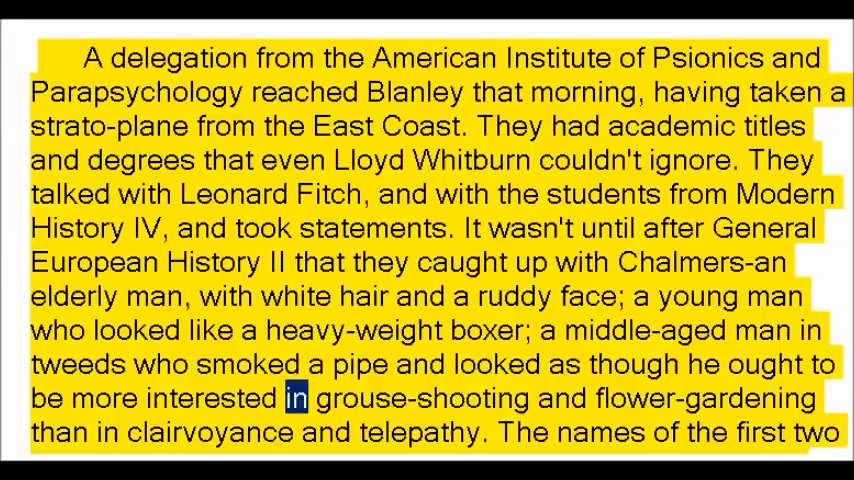 A delegation from the American Institute of Psionics and
Parapsychology reached Blanley that morning, having taken a
strato-plane from the East Coast. They had academic titles
and degrees that even Lloyd Whitburn couldn't ignore. They
talked with Leonard Fitch, and with the students from Modern
History IV, and took statements. It wasn't until after General
European History II that they caught up with Chalmers-an
elderly man, with white hair and a ruddy face; a young man
who looked like a heavy-weight boxer; a middle-aged man in
tweeds who smoked a pipe and looked as though he ought to
be more interested in grouse-shooting and flower-gardening
than in clairvoyance and telepathy. The names of the first two